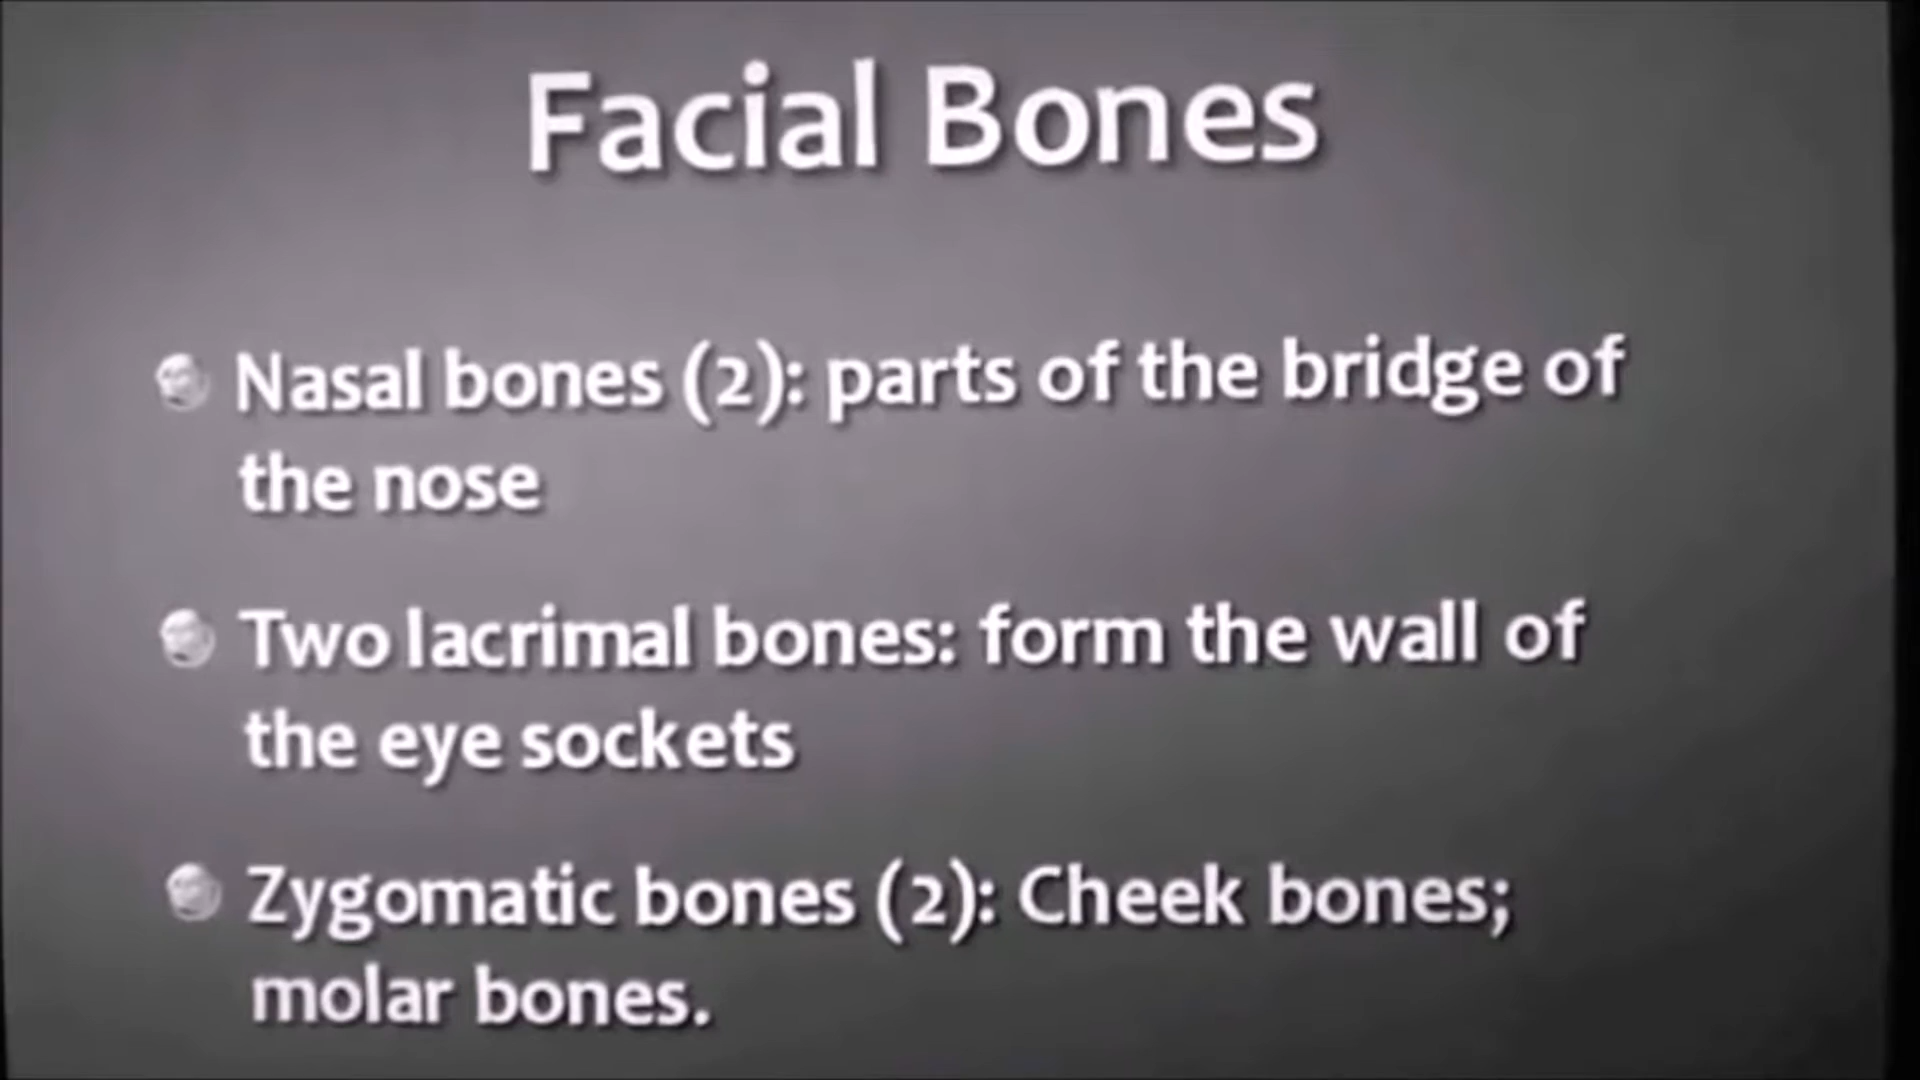 Facial Bones
Nasal bones (2): parts of the bridge of
the nose
Two lacrimal bones: form the wall of
the eye sockets
Zygomatic bones (2): Cheek bones;
molar bones.